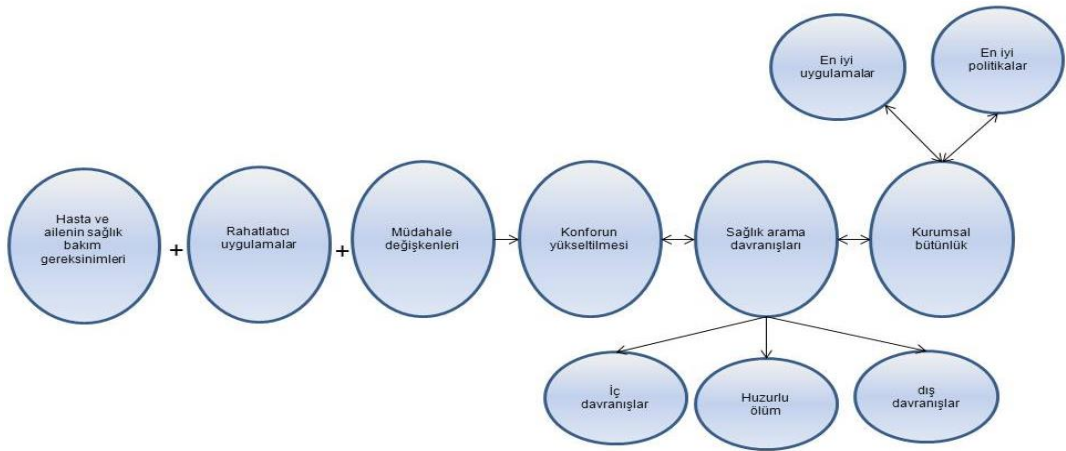 En iyi
uygulamalar
En iyi
politikalar
Hasta ve
ailenin sağlık
bakım
gereksinimleri
+
Rahatlatıcı
uygulamalar
+
Müdahale
değişkenleri
Konforun
yükseltilmesi
Sağlık arama
davranışları
Kurumsal
bütünlük
İç
davranışlar
Huzurlu
ölüm
dış
davranışlar